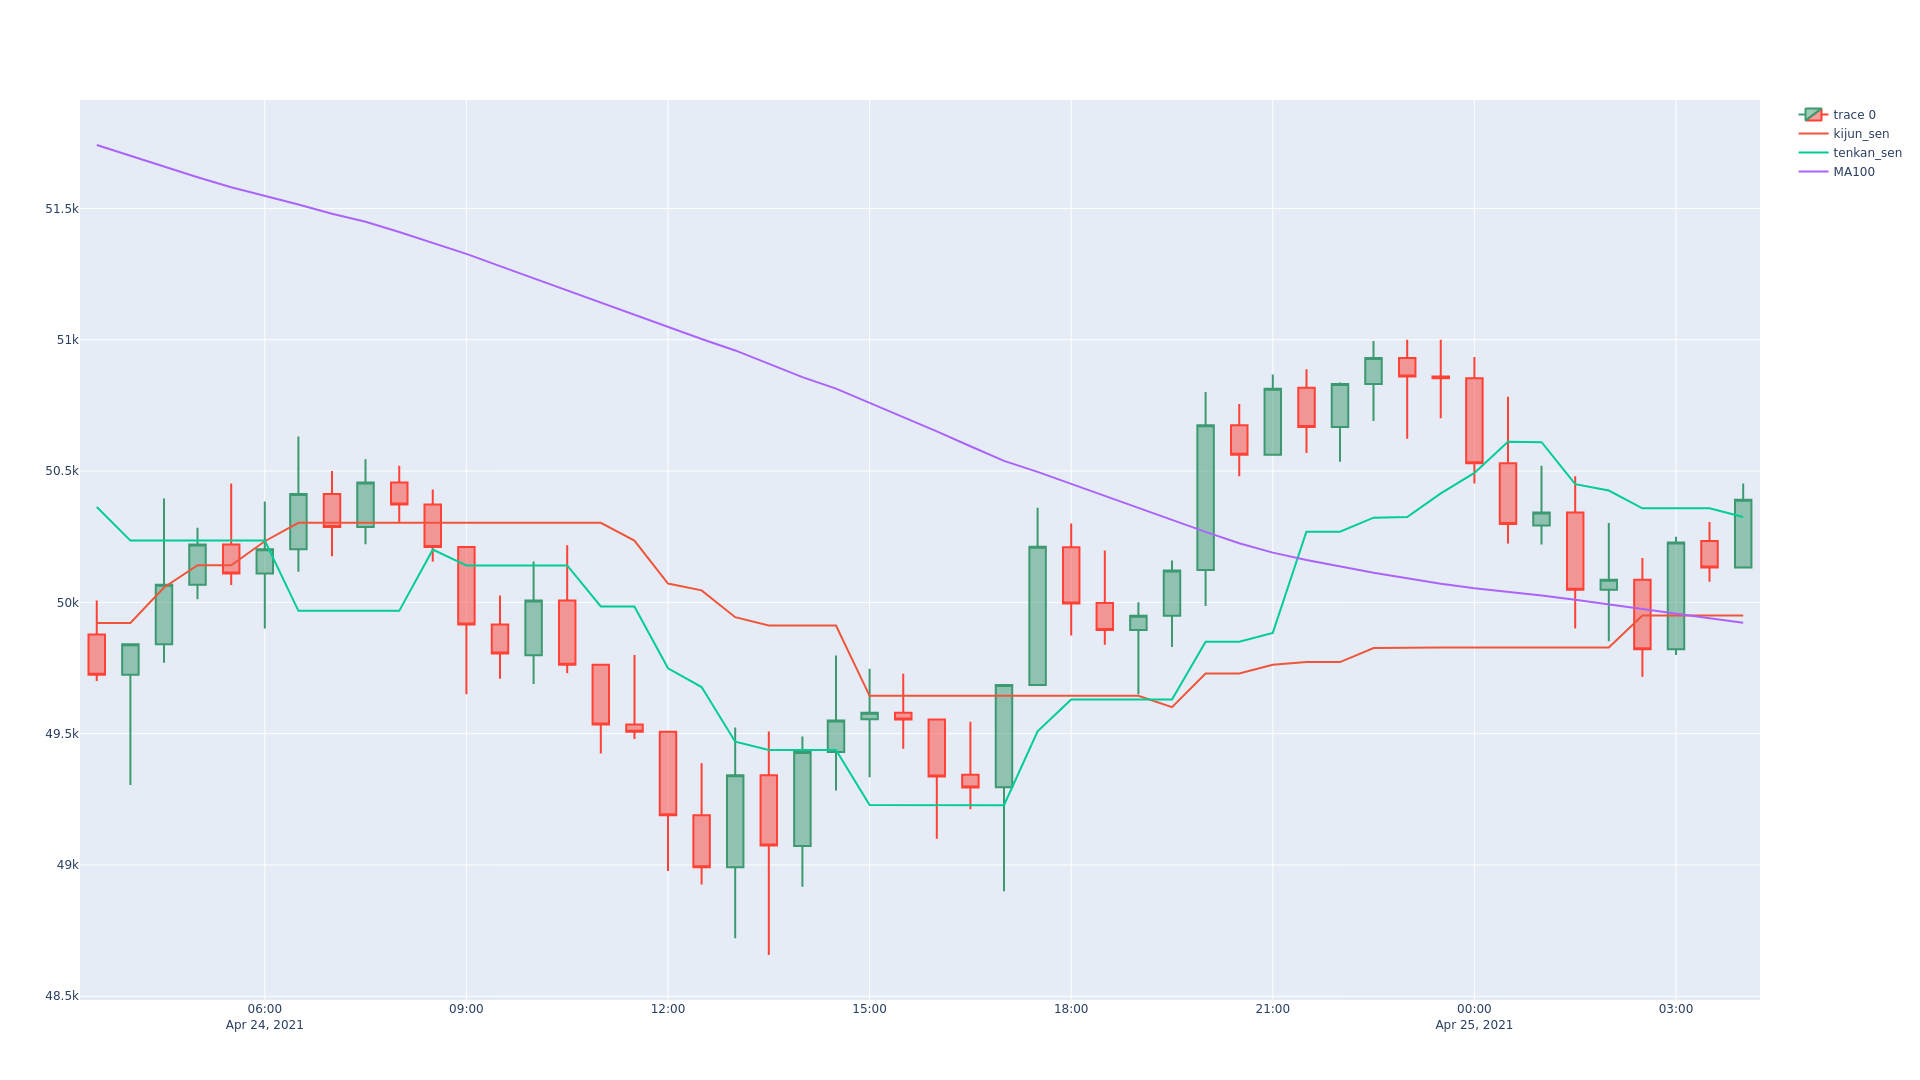 trace 0
kijun_sen
tenkan_sen
MA100
51.5k
51k
50.5k
50k
49.5k
49k
48.5k
06:00 09:00 12:00 15:00 18:00 21:00 00:00 03:00
Apr 24, 2021 Apr 25, 2021